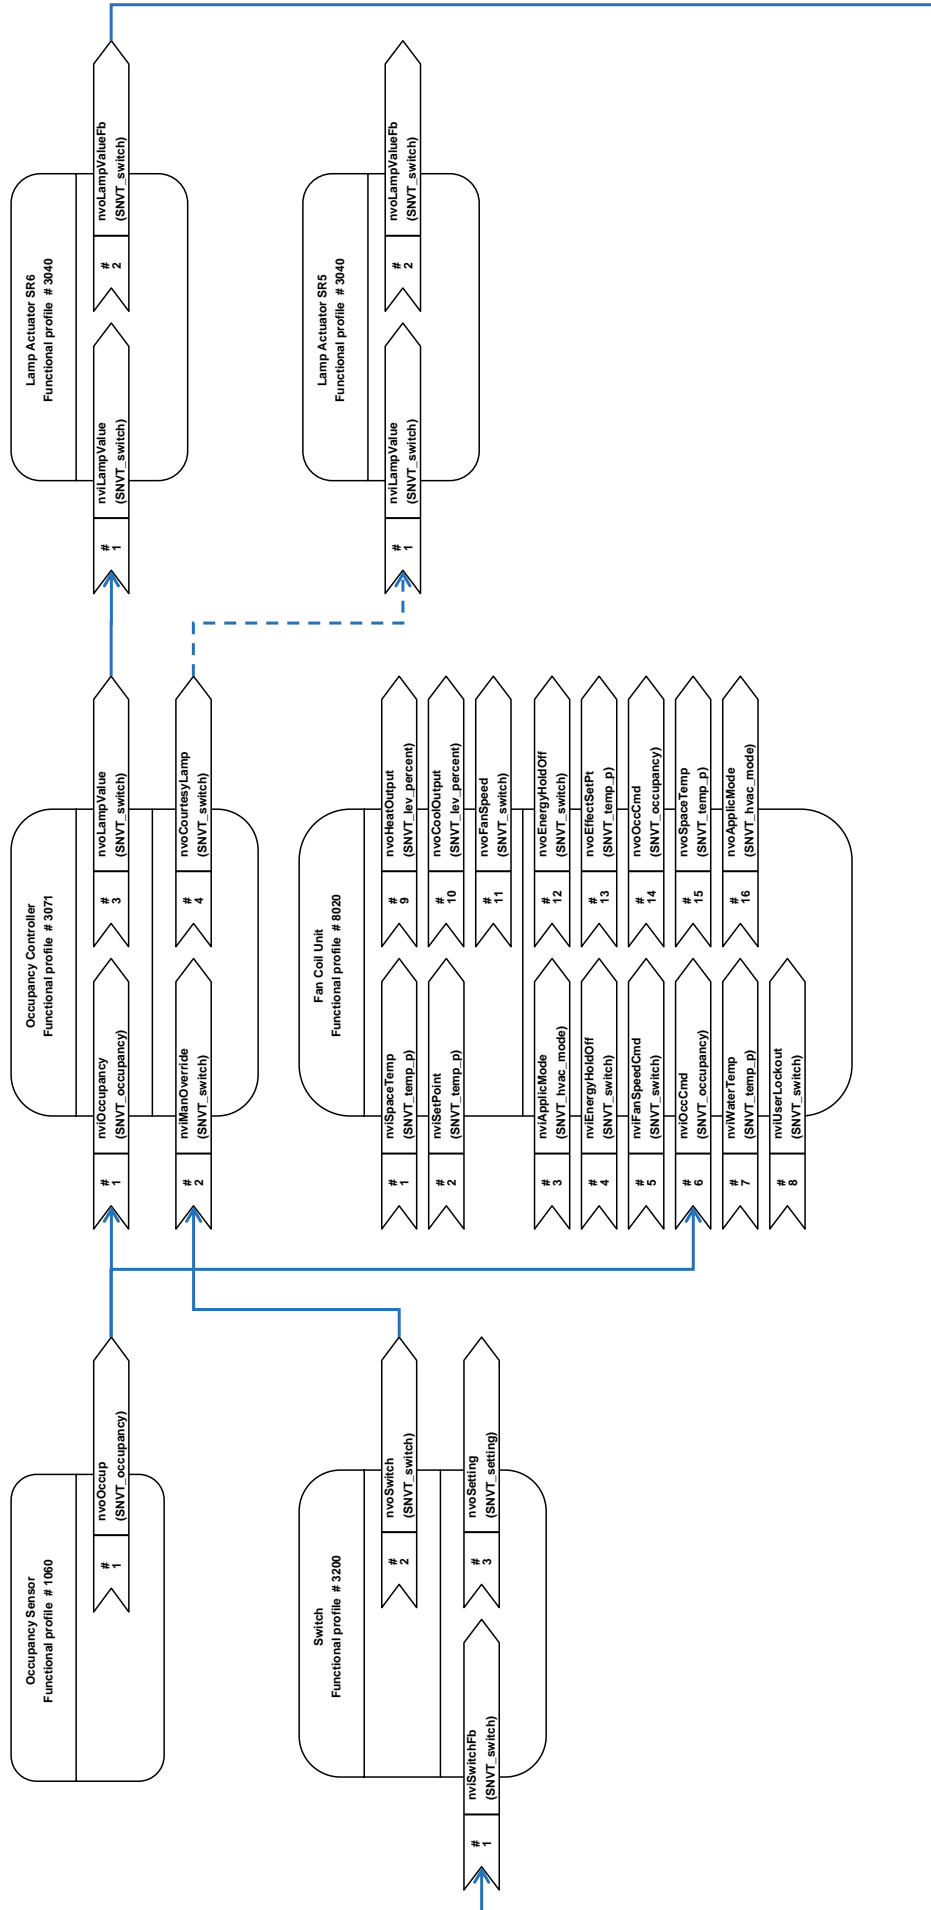 Occupancy Sensor
Functional profile # 1060
# 1
nvoOccup
(SNVT_occupancy)
Switch
Functional profile # 3200
# 2
nvoSwitch
(SNVT_switch)
# 1
nviSwitchFb
(SNVT_switch)
# 3
nvoSetting
(SNVT_setting)
Occupancy Controller
Functional profile # 3071
# 1
nviOccupancy
(SNVT_occupancy)
# 3
nvoLampValue
(SNVT_switch)
# 2
nviManOverride
(SNVT_switch)
# 4
nvoCourtesyLamp
(SNVT_switch)
Fan Coil Unit
Functional profile # 8020
# 1
nviSpaceTemp
(SNVT_temp_p)
# 9
nvoHeatOutput
(SNVT_lev_percent)
# 2
nviSetPoint
(SNVT_temp_p)
# 10
nvoCoolOutput
(SNVT_lev_percent)
# 11
nvoFanSpeed
(SNVT_switch)
# 3
nviApplicMode
(SNVT_hvac_mode)
# 12
nvoEnergyHoldOff
(SNVT_switch)
# 4
nviEnergyHoldOff
(SNVT_switch)
# 13
nvoEffectSetPt
(SNVT_temp_p)
# 5
nviFanSpeedCmd
(SNVT_switch)
# 14
nvoOccCmd
(SNVT_occupancy)
# 6
nviOccCmd
(SNVT_occupancy)
# 15
nvoSpaceTemp
(SNVT_temp_p)
# 7
nviWaterTemp
(SNVT_temp_p)
# 16
nvoApplicMode
(SNVT_hvac_mode)
# 8
nviUserLockout
(SNVT_switch)
Lamp Actuator SR6
Functional profile # 3040
# 1
nviLampValue
(SNVT_switch)
# 2
nvoLampValueFb
(SNVT_switch)
Lamp Actuator SR5
Functional profile # 3040
# 1
nviLampValue
(SNVT_switch)
# 2
nvoLampValueFb
(SNVT_switch)